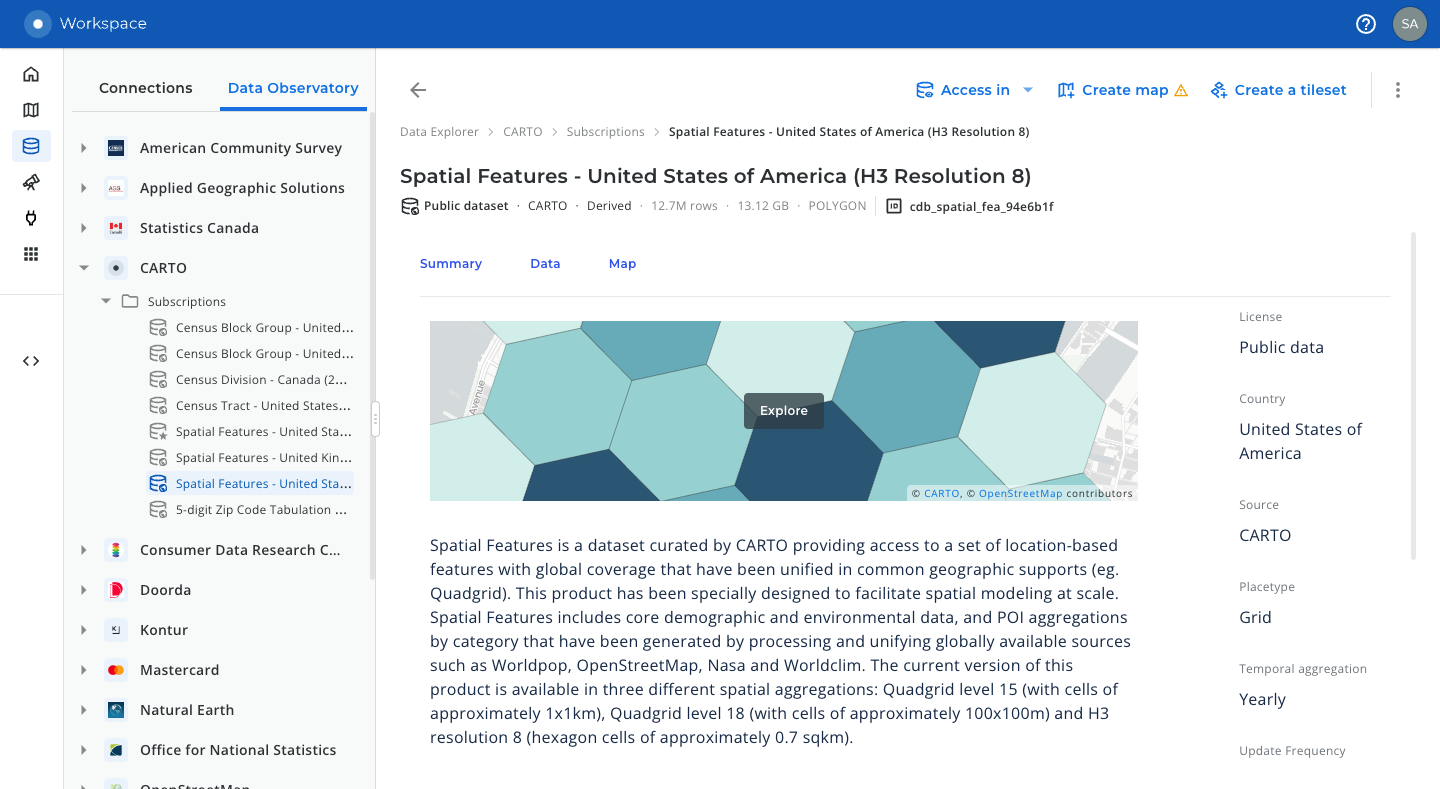 Workspace
SA
Connections
Data Observatory
American Community Survey
Applied Geographic Solutions
Statistics Canada
CARTO
Subscriptions
Census Block Group - United...
Census Block Group - United...
Census Division - Canada (2...
Census Tract - United States...
Spatial Features - United Sta...
Spatial Features - United Kin...
Spatial Features - United Sta...
5-digit Zip Code Tabulation ...
Consumer Data Research C...
Doorda
Kontur
Mastercard
Natural Earth
Office for National Statistics
OpenStreetMap
Access in
Create map
Create a tileset
Data Explorer > CARTO > Subscriptions > Spatial Features - United States of America (H3 Resolution 8)
Spatial Features - United States of America (H3 Resolution 8)
Public dataset · CARTO · Derived · 12.7M rows · 13.12 GB · POLYGON
ID cdb_spatial_fea_94e6b1f
Summary
Data
Map
Avenue
Explore
© CARTO, © OpenStreetMap contributors
Spatial Features is a dataset curated by CARTO providing access to a set of location-based
features with global coverage that have been unified in common geographic supports (eg.
Quadgrid). This product has been specially designed to facilitate spatial modeling at scale.
Spatial Features includes core demographic and environmental data, and POI aggregations
by category that have been generated by processing and unifying globally available sources
such as Worldpop, OpenStreetMap, Nasa and Worldclim. The current version of this
product is available in three different spatial aggregations: Quadgrid level 15 (with cells of
approximately 1x1km), Quadgrid level 18 (with cells of approximately 100x100m) and H3
resolution 8 (hexagon cells of approximately 0.7 sqkm).
License
Public data
Country
United States of
America
Source
CARTO
Placetype
Grid
Temporal aggregation
Yearly
Update Frequency